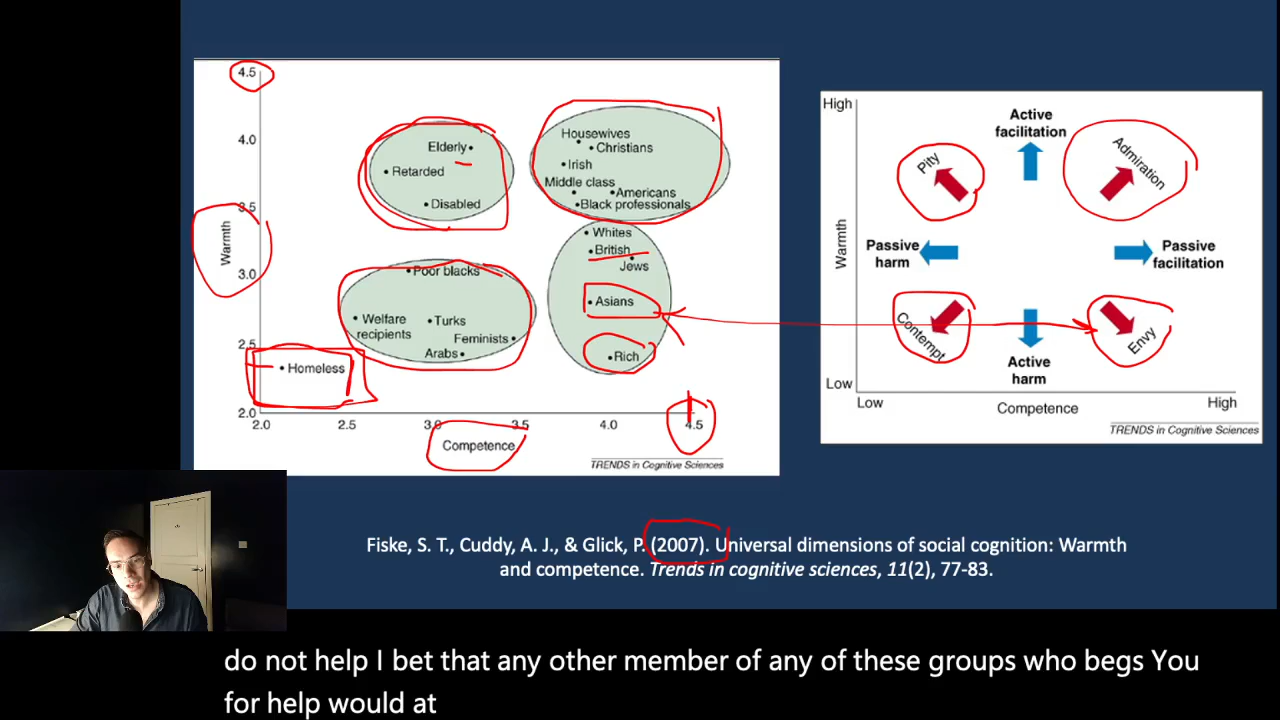 4.5
4.0
3.5
3.0
2.5
2.0
Warmth
Elderly
Retarded
Disabled
Housewives
Christians
Irish
Middle class
Americans
Black professionals
Whites
British
Jews
Asians
Rich
Poor blacks
Welfare
recipients
Turks
Feminists
Arabs
Homeless
2.0 2.5 3.0 3.5 4.0 4.5
Competence
TRENDS in Cognitive Sciences
High
Warmth
Low
Pity
Active
facilitation
Admiration
Passive
harm
Passive
facilitation
Contempt
Active
harm
Envy
Low Competence High
TRENDS in Cognitive Sciences
Fiske, S. T., Cuddy, A. J., & Glick, P. (2007). Universal dimensions of social cognition: Warmth
and competence. Trends in cognitive sciences, 11(2), 77-83.
do not help I bet that any other member of any of these groups who begs You
for help would at